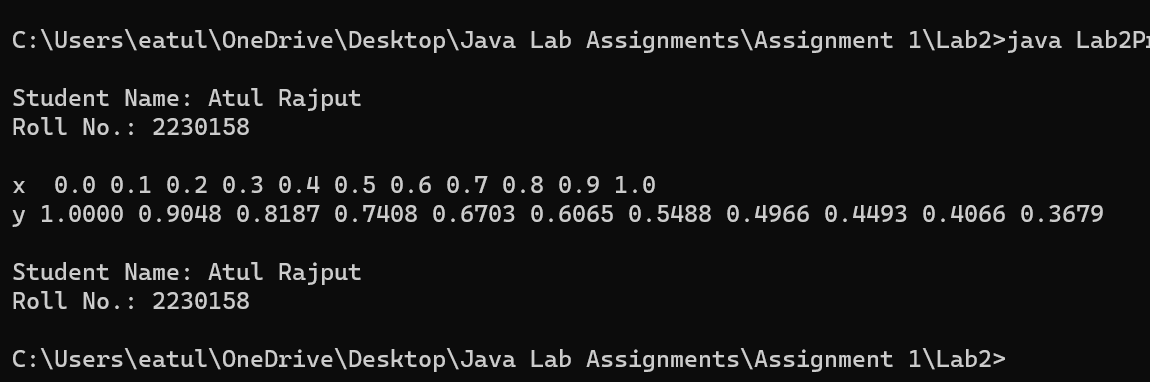 C:\Users\eatul\OneDrive\Desktop\Java Lab Assignments\Assignment 1\Lab2>java Lab2P
Student Name: Atul Rajput
Roll No.: 2230158
x 0.0 0.1 0.2 0.3 0.4 0.5 0.6 0.7 0.8 0.9 1.0
y 1.0000 0.9048 0.8187 0.7408 0.6703 0.6065 0.5488 0.4966 0.4493 0.4066 0.3679
Student Name: Atul Rajput
Roll No.: 2230158
C:\Users\eatul\OneDrive\Desktop\Java Lab Assignments\Assignment 1\Lab2>